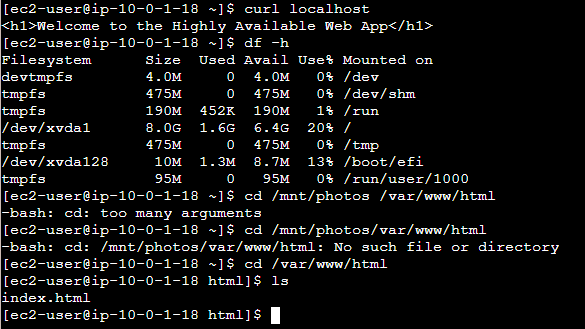 [ec2-user@ip-10-0-1-18 ~]$ curl localhost
<h1>Welcome to the Highly Available Web App</h1>
[ec2-user@ip-10-0-1-18 ~]$ df -h
Filesystem      Size  Used Avail Use% Mounted on
devtmpfs        4.0M     0  4.0M   0% /dev
tmpfs           475M     0  475M   0% /dev/shm
tmpfs           190M  452K  190M   1% /run
/dev/xvda1      8.0G  1.6G  6.4G  20% /
tmpfs           475M     0  475M   0% /tmp
/dev/xvda128     10M  1.3M  8.7M  13% /boot/efi
tmpfs            95M     0   95M   0% /run/user/1000
[ec2-user@ip-10-0-1-18 ~]$ cd /mnt/photos /var/www/html
-bash: cd: too many arguments
[ec2-user@ip-10-0-1-18 ~]$ cd /mnt/photos/var/www/html
-bash: cd: /mnt/photos/var/www/html: No such file or directory
[ec2-user@ip-10-0-1-18 ~]$ cd /var/www/html
[ec2-user@ip-10-0-1-18 html]$ ls
index.html
[ec2-user@ip-10-0-1-18 html]$